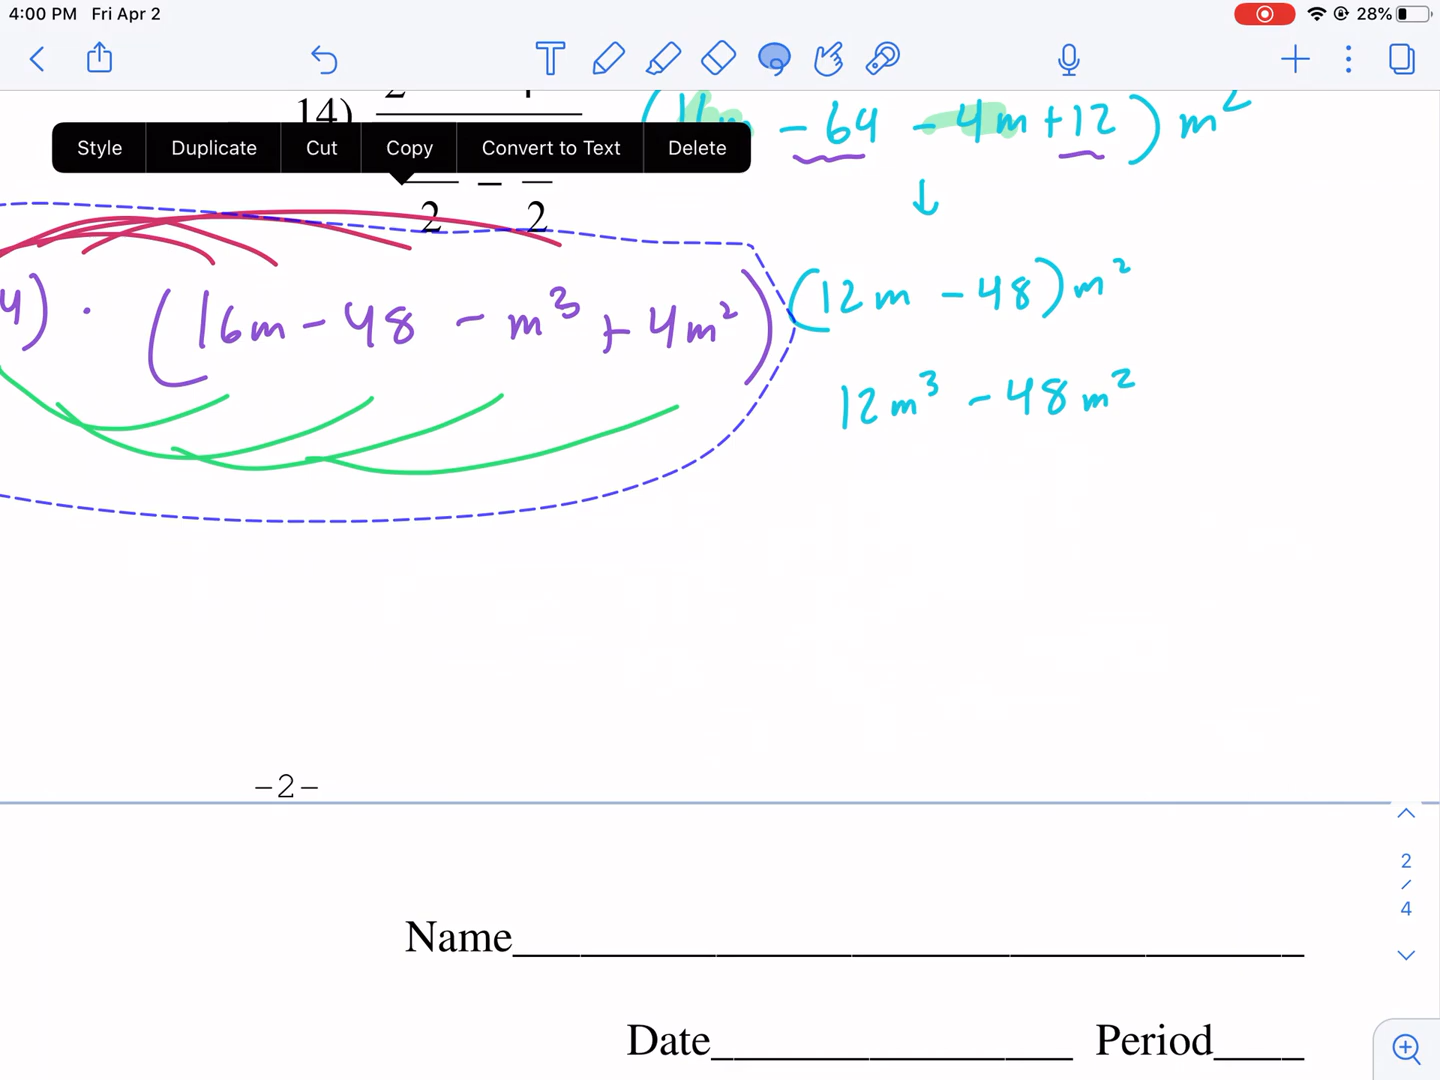 4:00 PM Fri Apr 2 28%
14)
- 64 - 4m + 12 ) m²
Style Duplicate Cut Copy Convert to Text Delete
2 - 2
4) · (16m - 48 - m³ + 4m²)
(12m - 48) m²
12m³ - 48m²
-2-
2 / 4
Name
Date Period